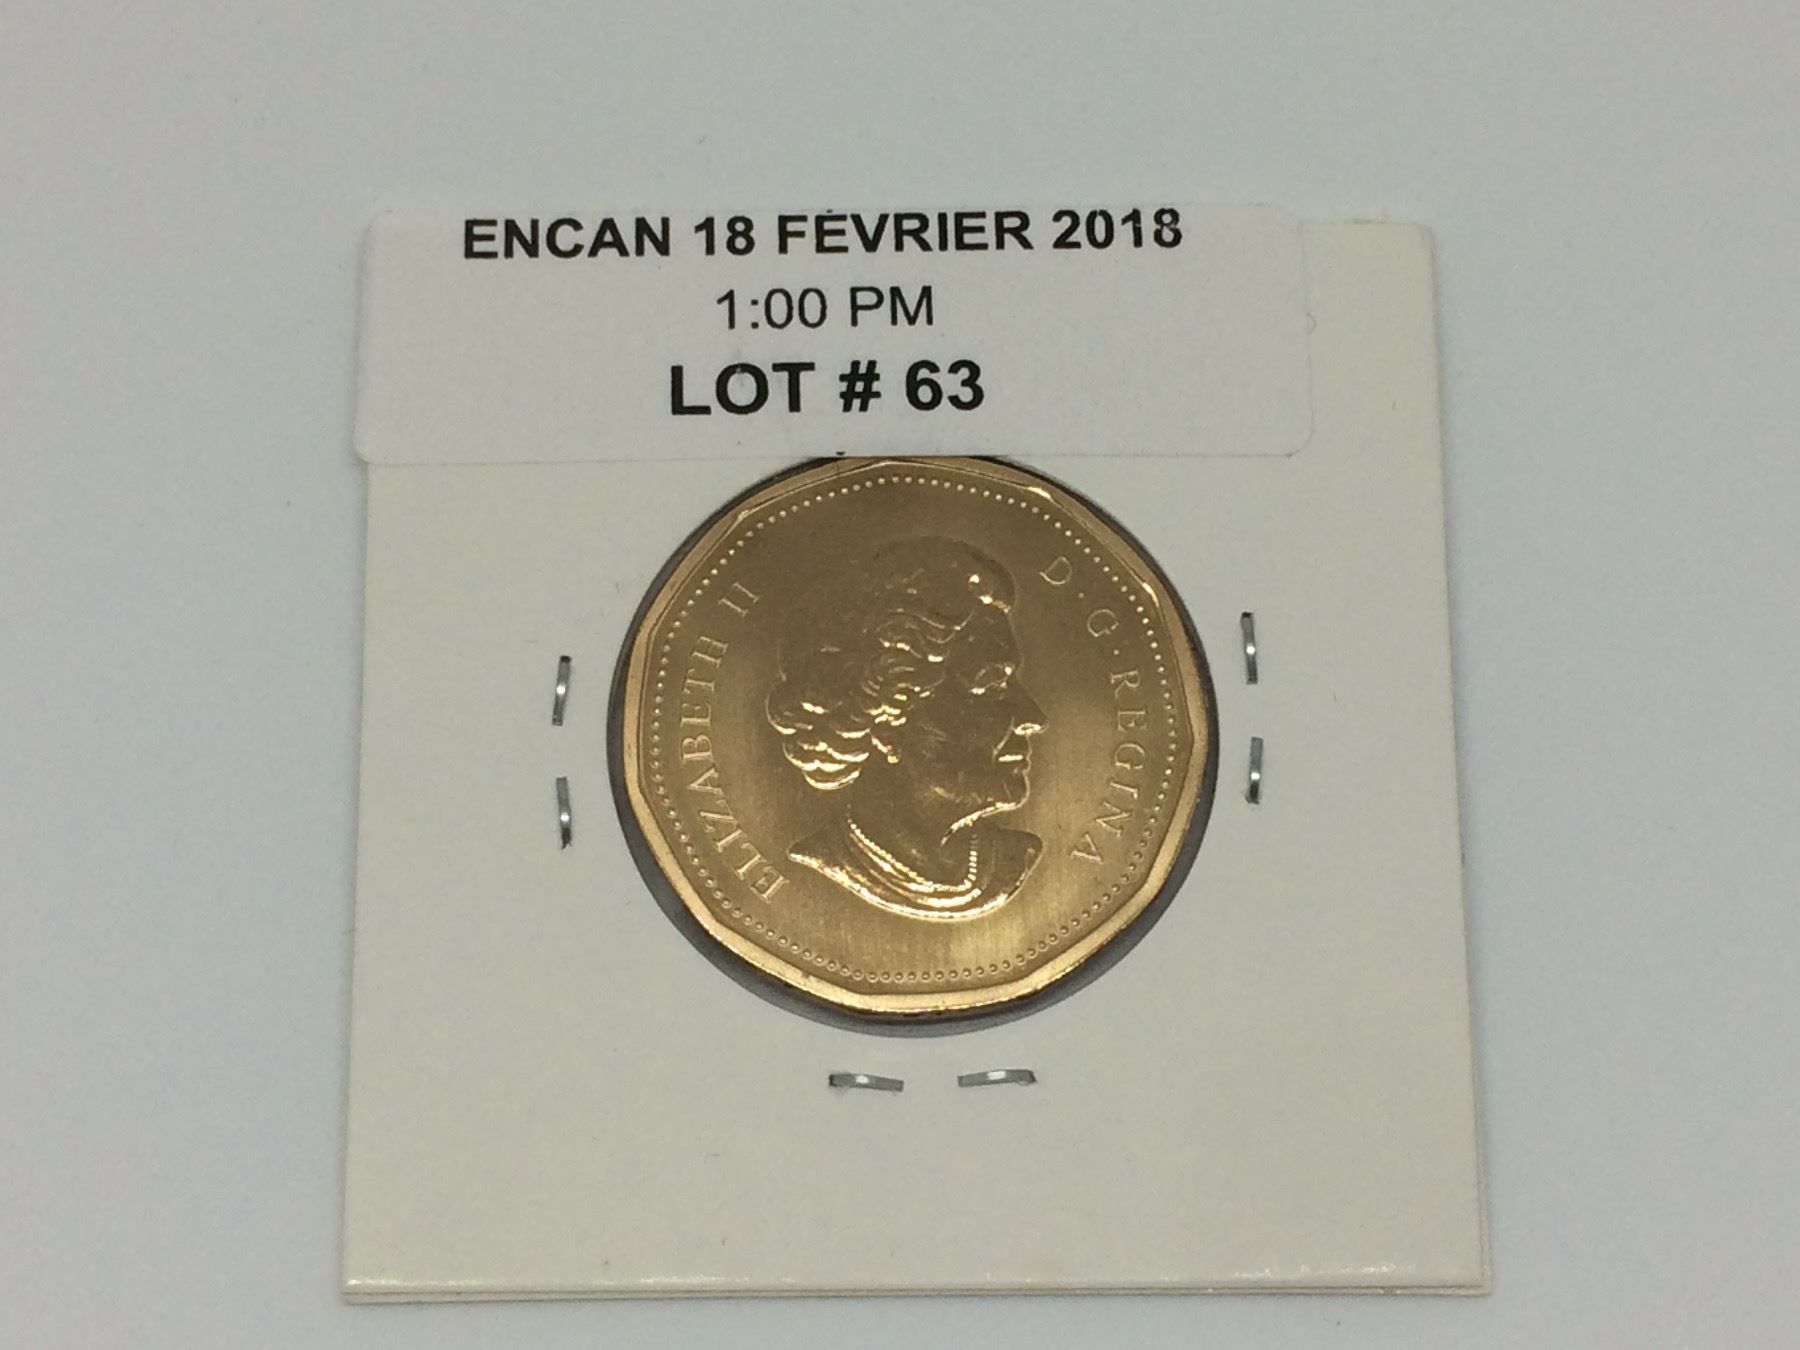 ENCAN 18 FÉVRIER 2018
1:00 PM
LOT # 63
ELIZABETH II
D·G·REGINA